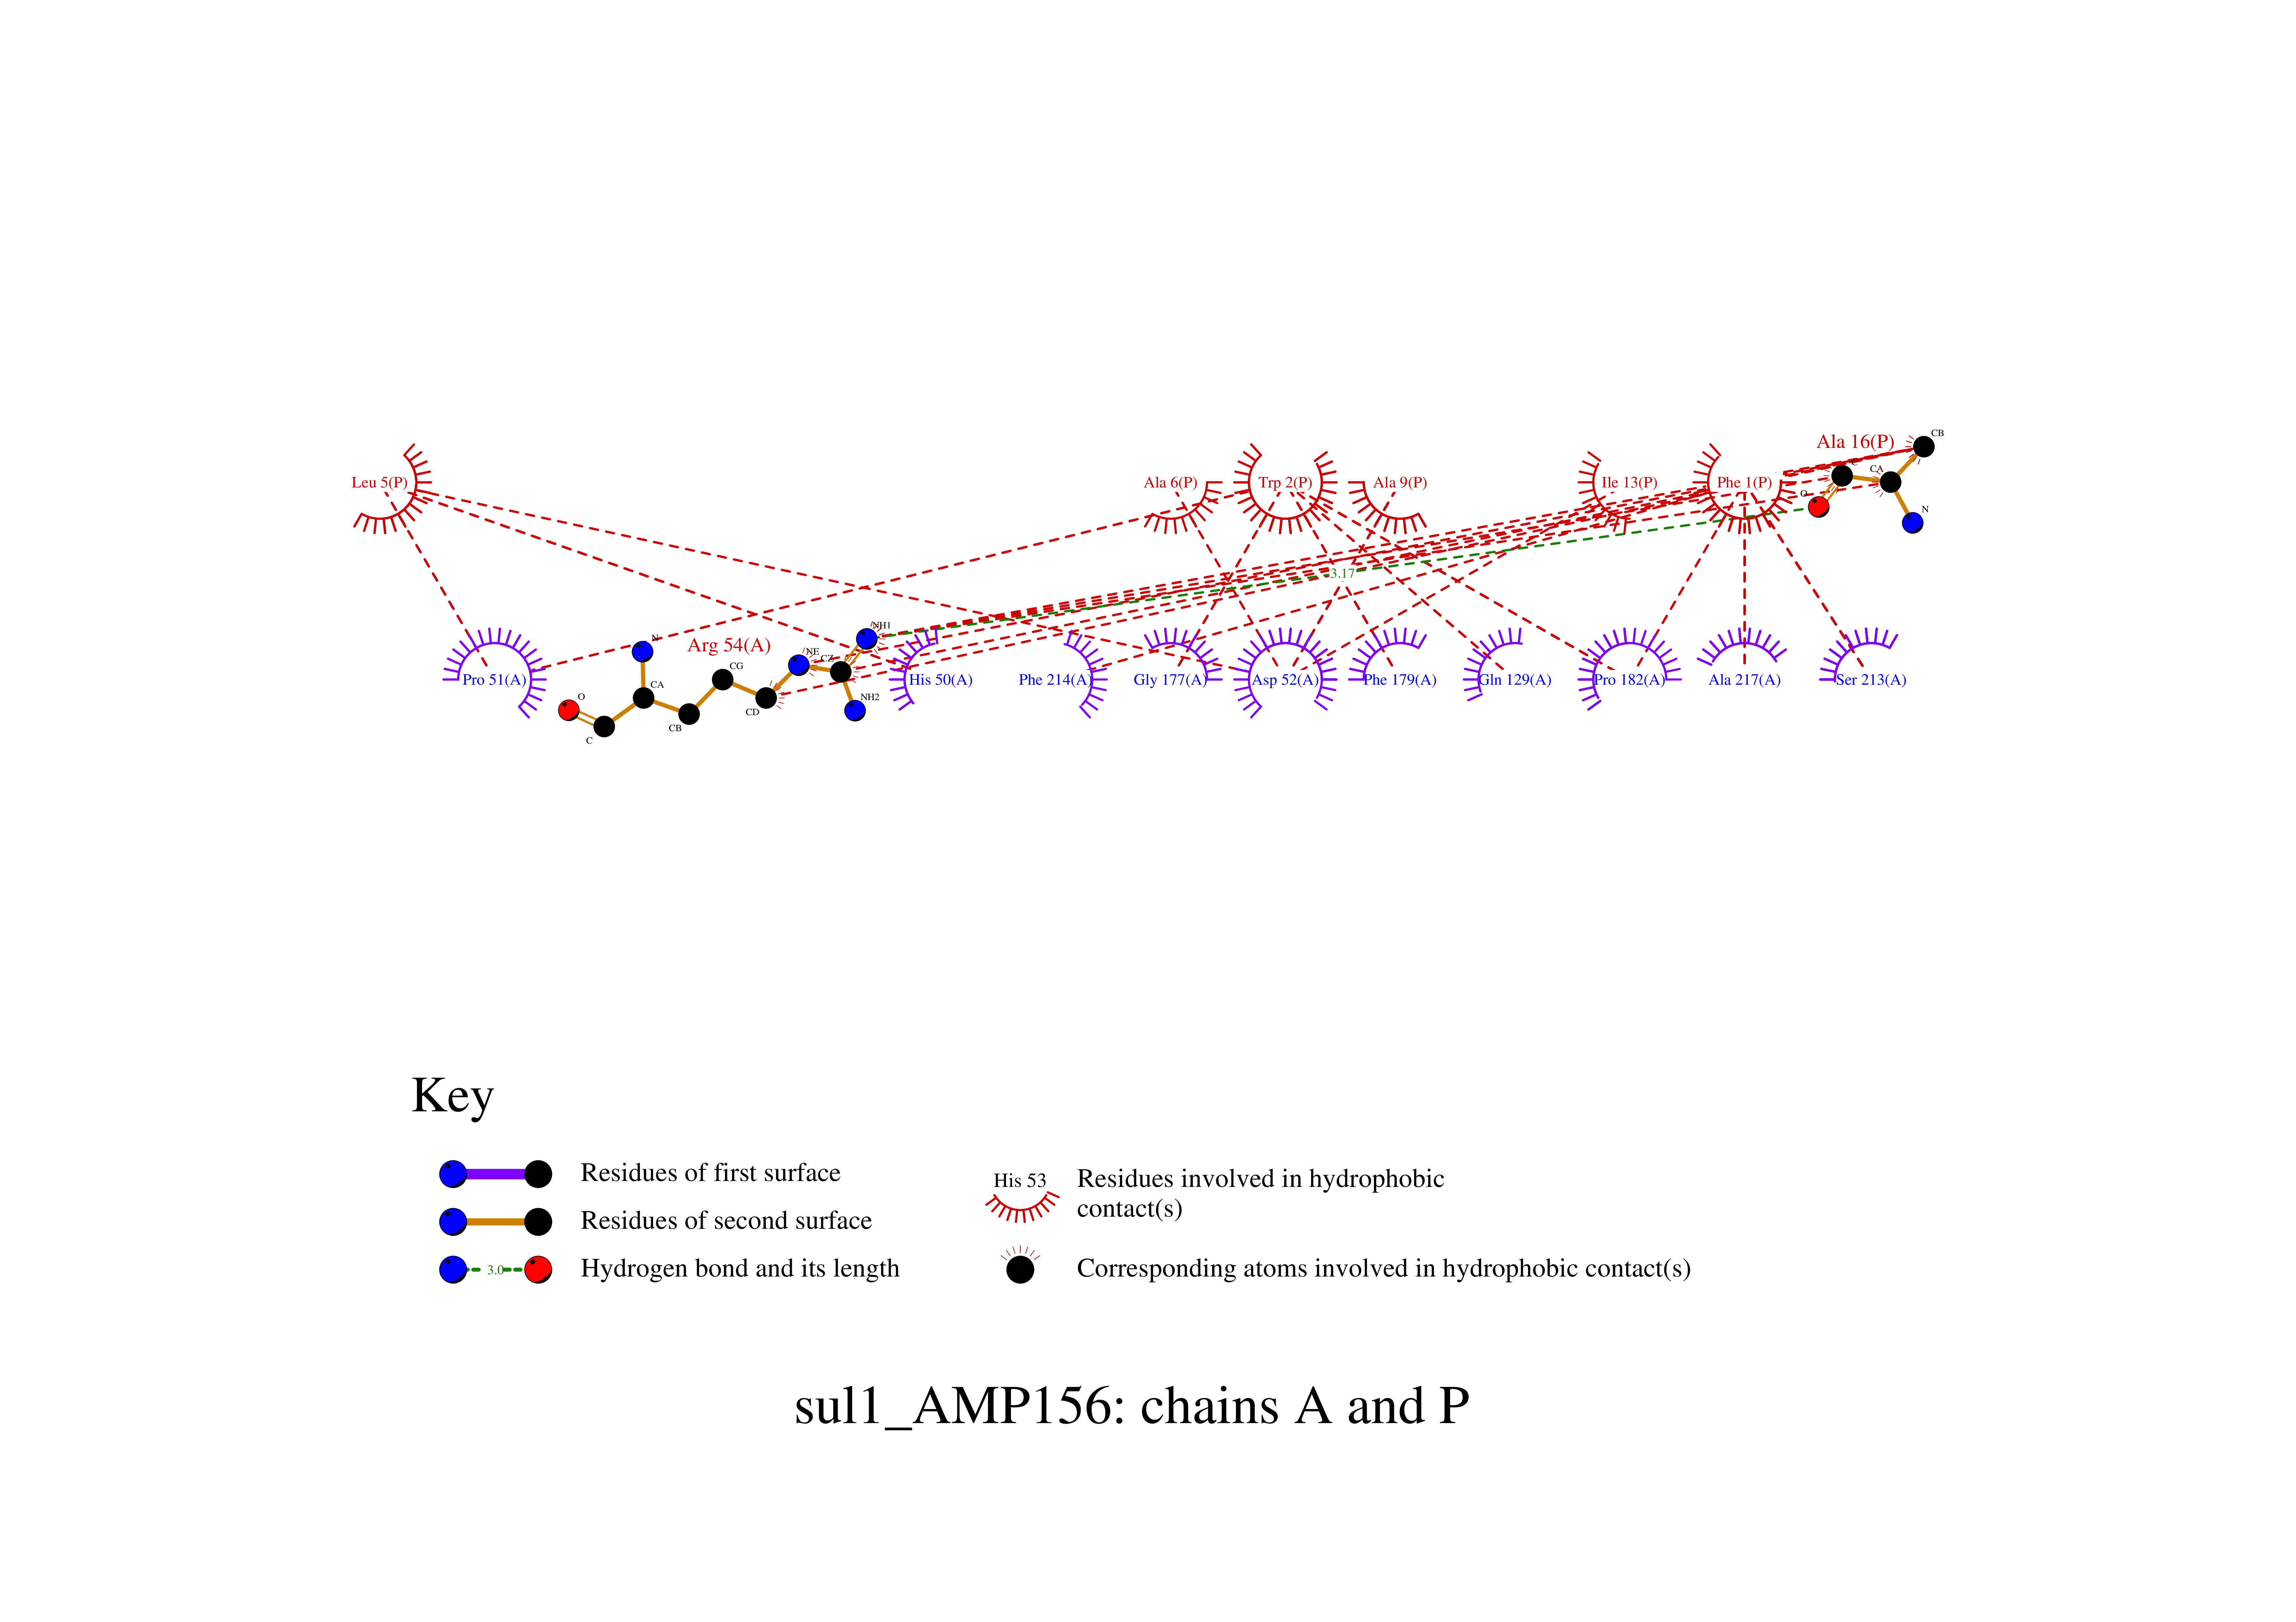 CB
Ala 16(P)
C
CA
Leu 5(P)
Ala 6(P)
Trp 2(P)
Ala 9(P)
Ile 13(P)
Phe 1(P)
O
N
3.17
NH1
N
Arg 54(A)
NE
CZ
CG
Pro 51(A)
His 50(A)
Phe 214(A)
Gly 177(A)
Asp 52(A)
Phe 179(A)
Gln 129(A)
Pro 182(A)
Ala 217(A)
Ser 213(A)
CA
O
NH2
CD
CB
C
Key
Residues of first surface
His 53
Residues involved in hydrophobic
contact(s)
Residues of second surface
3.0
Hydrogen bond and its length
Corresponding atoms involved in hydrophobic contact(s)
sul1_AMP156: chains A and P